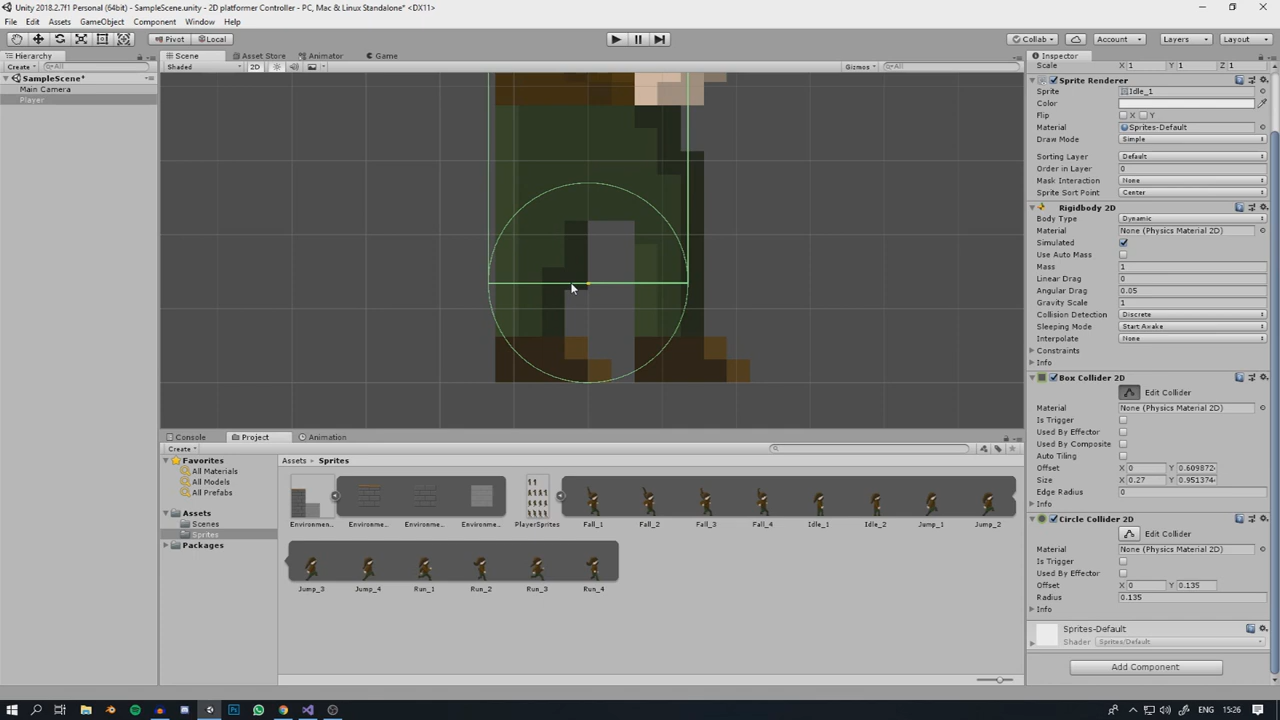 Unity 2018.2.7f1 Personal (64bit) - SampleScene.unity - 2D platformer Controller - PC, Mac & Linux Standalone* <DX11>
File Edit Assets GameObject Component Window Help
Pivot Local Collab Account Layers Layout
Hierarchy Scene Asset Store Animator Game Inspector
Create All Shaded 2D Gizmos All
SampleScene*
Main Camera
Player
Scale X 1 Y 1 Z 1
Sprite Renderer
Sprite Idle_1
Color
Flip X Y
Material Sprites-Default
Draw Mode Simple
Sorting Layer Default
Order in Layer 0
Mask Interaction None
Sprite Sort Point Center
Rigidbody 2D
Body Type Dynamic
Material None (Physics Material 2D)
Simulated
Use Auto Mass
Mass 1
Linear Drag 0
Angular Drag 0.05
Gravity Scale 1
Collision Detection Discrete
Sleeping Mode Start Awake
Interpolate None
Constraints
Info
Box Collider 2D
Edit Collider
Material None (Physics Material 2D)
Is Trigger
Used By Effector
Used By Composite
Auto Tiling
Offset X 0 Y 0.609872
Size X 0.27 Y 0.951374
Edge Radius 0
Info
Circle Collider 2D
Edit Collider
Material None (Physics Material 2D)
Is Trigger
Used By Effector
Offset X 0 Y 0.135
Radius 0.135
Info
Sprites-Default
Shader Sprites/Default
Add Component
Console Project Animation
Create
Favorites
All Materials
All Models
All Prefabs
Assets
Scenes
Sprites
Packages
Assets Sprites
Environm... Environme... Environme... Environme... PlayerSprites Fall_1 Fall_2 Fall_3 Fall_4 Idle_1 Idle_2 Jump_1 Jump_2
Jump_3 Jump_4 Run_1 Run_2 Run_3 Run_4
ENG 15:26